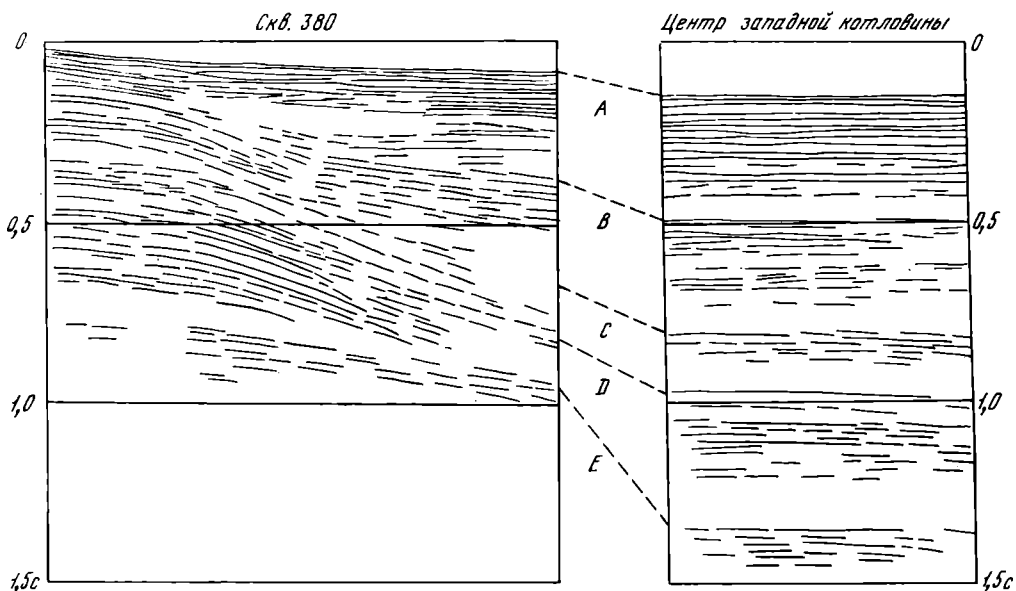 Скв. 380
Центр западной котловины
0
0
A
B
0,5
0,5
C
D
1,0
1,0
E
1,5с
1,5с